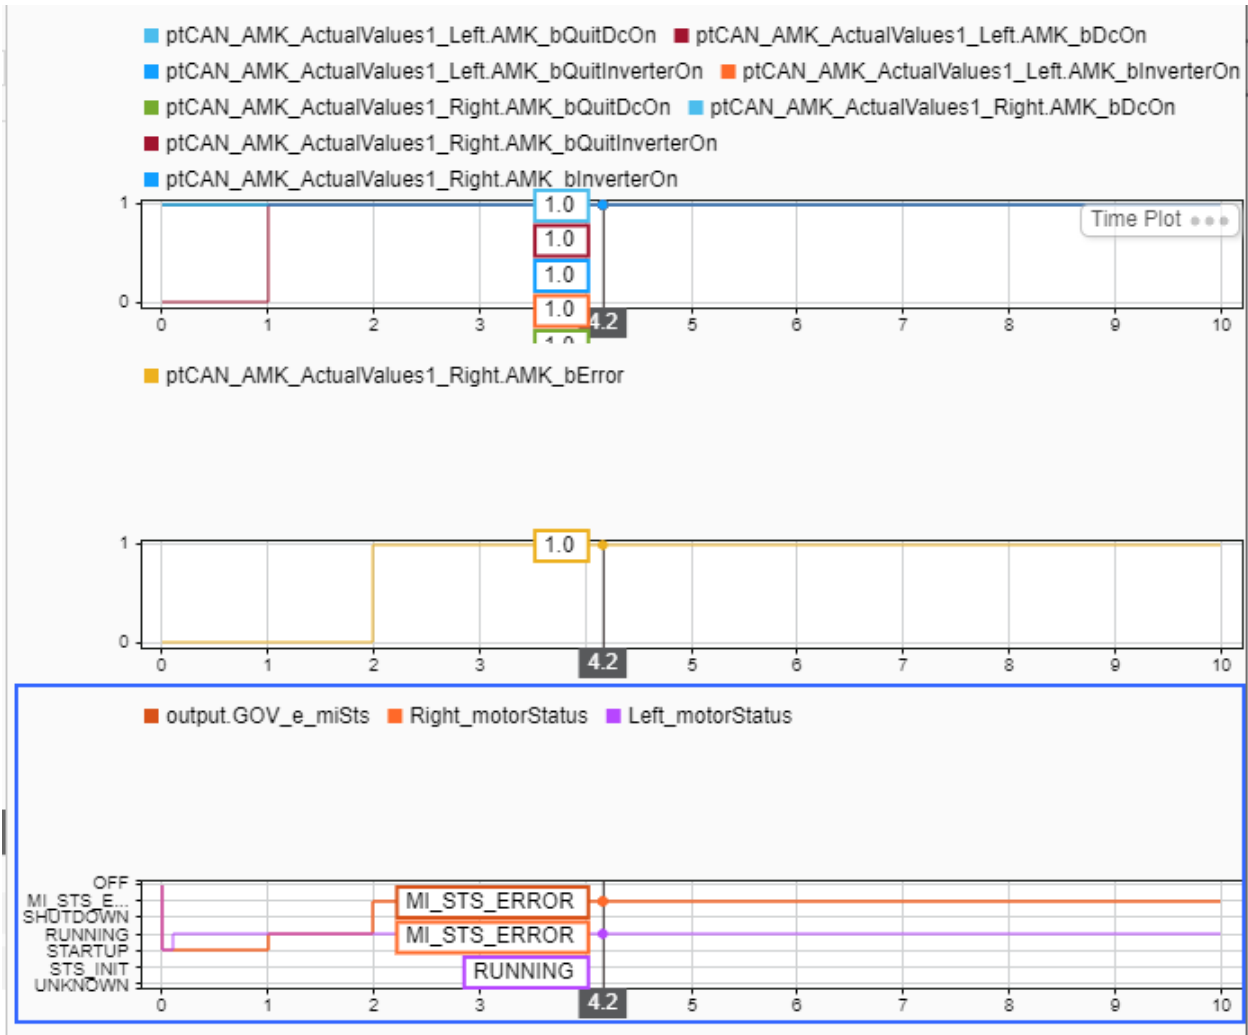 ptCAN_AMK_ActualValues1_Left.AMK_bQuitDcOn ptCAN_AMK_ActualValues1_Left.AMK_bDcOn
ptCAN_AMK_ActualValues1_Left.AMK_bQuitInverterOn ptCAN_AMK_ActualValues1_Left.AMK_bInverterOn
ptCAN_AMK_ActualValues1_Right.AMK_bQuitDcOn ptCAN_AMK_ActualValues1_Right.AMK_bDcOn
ptCAN_AMK_ActualValues1_Right.AMK_bQuitInverterOn
ptCAN_AMK_ActualValues1_Right.AMK_bInverterOn
1 1.0
Time Plot
1.0
1.0
0 1.0
4.2
1.0
0 1 2 3 5 6 7 8 9 10
ptCAN_AMK_ActualValues1_Right.AMK_bError
1 1.0
0
0 1 2 3 4.2 5 6 7 8 9 10
output.GOV_e_miSts Right_motorStatus Left_motorStatus
OFF
MI_STS_E... MI_STS_ERROR
SHUTDOWN
RUNNING MI_STS_ERROR
STARTUP
STS_INIT RUNNING
UNKNOWN
0 1 2 3 4.2 5 6 7 8 9 10